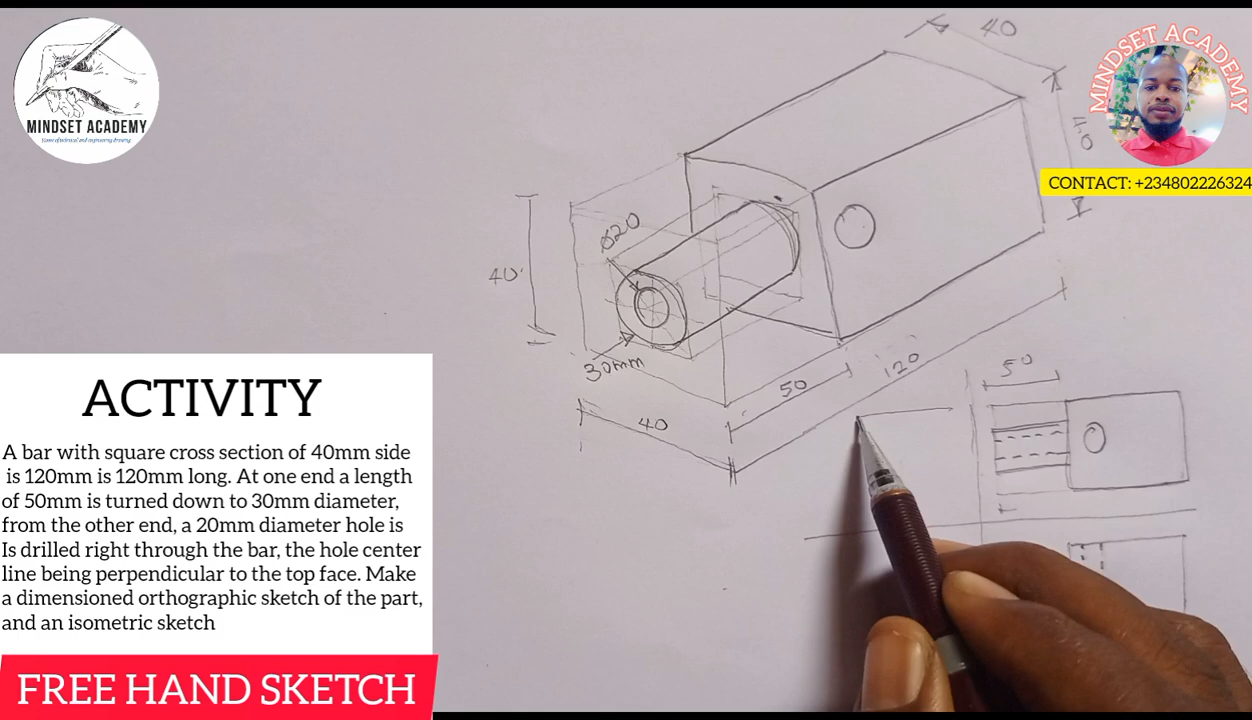 MINDSET ACADEMY
MINDSET ACADEMY
CONTACT: +234802226324
40
40
40
Ø20
30mm
40
50
120
50
ACTIVITY
A bar with square cross section of 40mm side
is 120mm is 120mm long. At one end a length
of 50mm is turned down to 30mm diameter,
from the other end, a 20mm diameter hole is
Is drilled right through the bar, the hole center
line being perpendicular to the top face. Make
a dimensioned orthographic sketch of the part,
and an isometric sketch
FREE HAND SKETCH